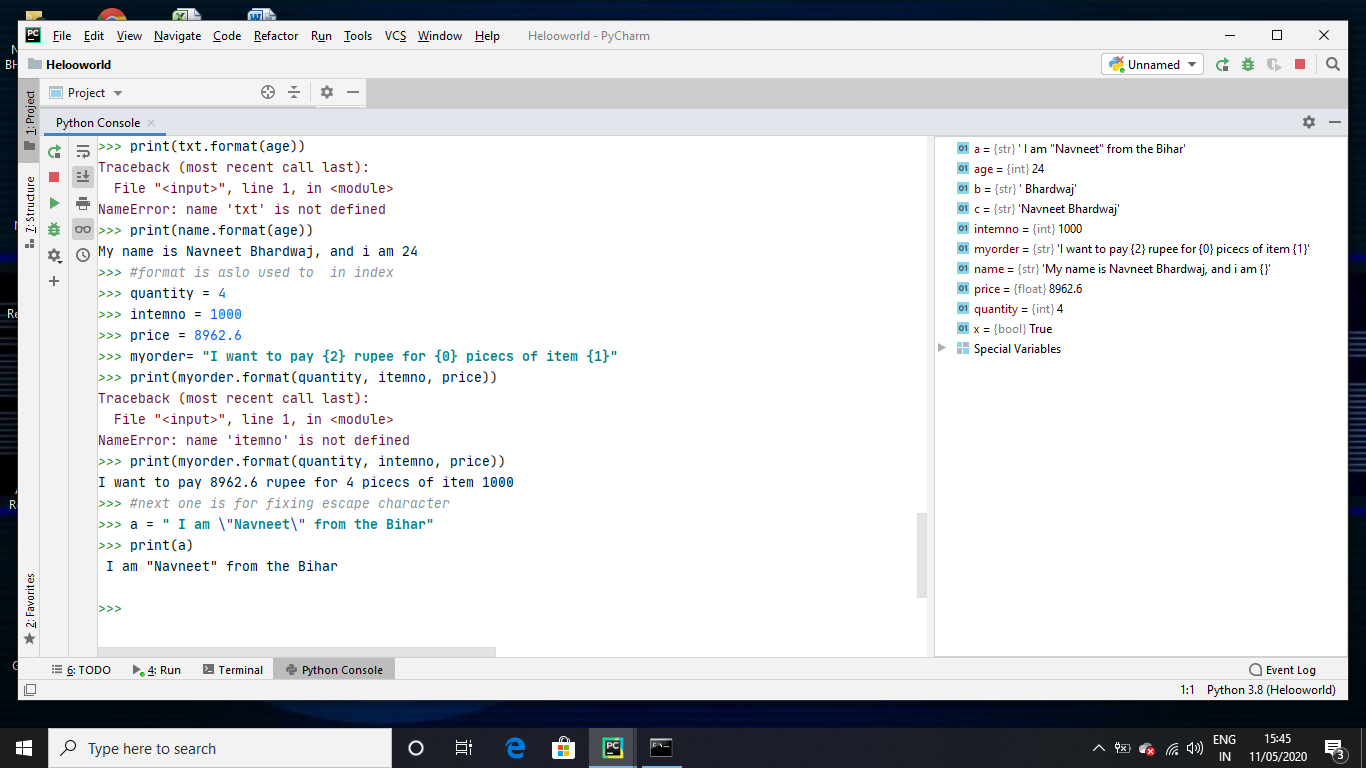 File Edit View Navigate Code Refactor Run Tools VCS Window Help Helooworld - PyCharm
Helooworld Unnamed
Project
Python Console
1: Project
7: Structure
2: Favorites
>>> print(txt.format(age))
Traceback (most recent call last):
  File "<input>", line 1, in <module>
NameError: name 'txt' is not defined
>>> print(name.format(age))
My name is Navneet Bhardwaj, and i am 24
>>> #format is aslo used to  in index
>>> quantity = 4
>>> intemno = 1000
>>> price = 8962.6
>>> myorder= "I want to pay {2} rupee for {0} picecs of item {1}"
>>> print(myorder.format(quantity, itemno, price))
Traceback (most recent call last):
  File "<input>", line 1, in <module>
NameError: name 'itemno' is not defined
>>> print(myorder.format(quantity, intemno, price))
I want to pay 8962.6 rupee for 4 picecs of item 1000
>>> #next one is for fixing escape character
>>> a = " I am \"Navneet\" from the Bihar"
>>> print(a)
 I am "Navneet" from the Bihar
>>>
01 a = {str} ' I am "Navneet" from the Bihar'
01 age = {int} 24
01 b = {str} ' Bhardwaj'
01 c = {str} 'Navneet Bhardwaj'
01 intemno = {int} 1000
01 myorder = {str} 'I want to pay {2} rupee for {0} picecs of item {1}'
01 name = {str} 'My name is Navneet Bhardwaj, and i am {}'
01 price = {float} 8962.6
01 quantity = {int} 4
01 x = {bool} True
Special Variables
6: TODO 4: Run Terminal Python Console Event Log
1:1 Python 3.8 (Helooworld)
Type here to search
ENG
IN
15:45
11/05/2020
3